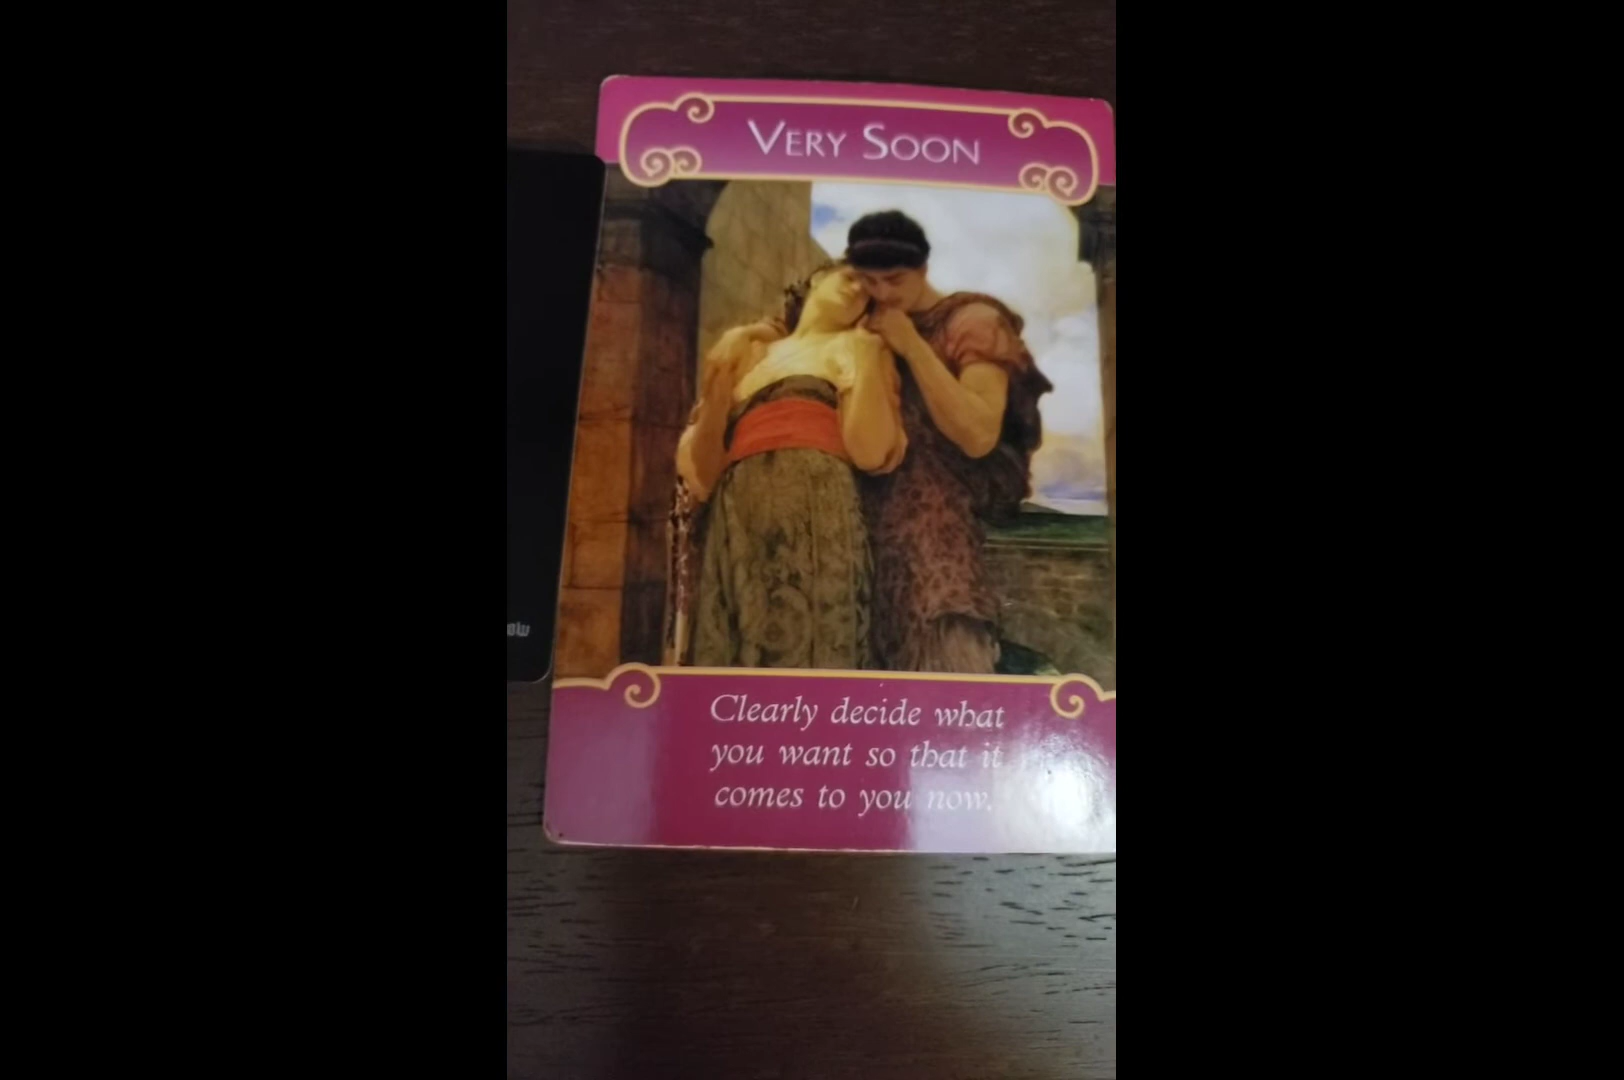 VERY SOON
Clearly decide what
you want so that it
comes to you now.